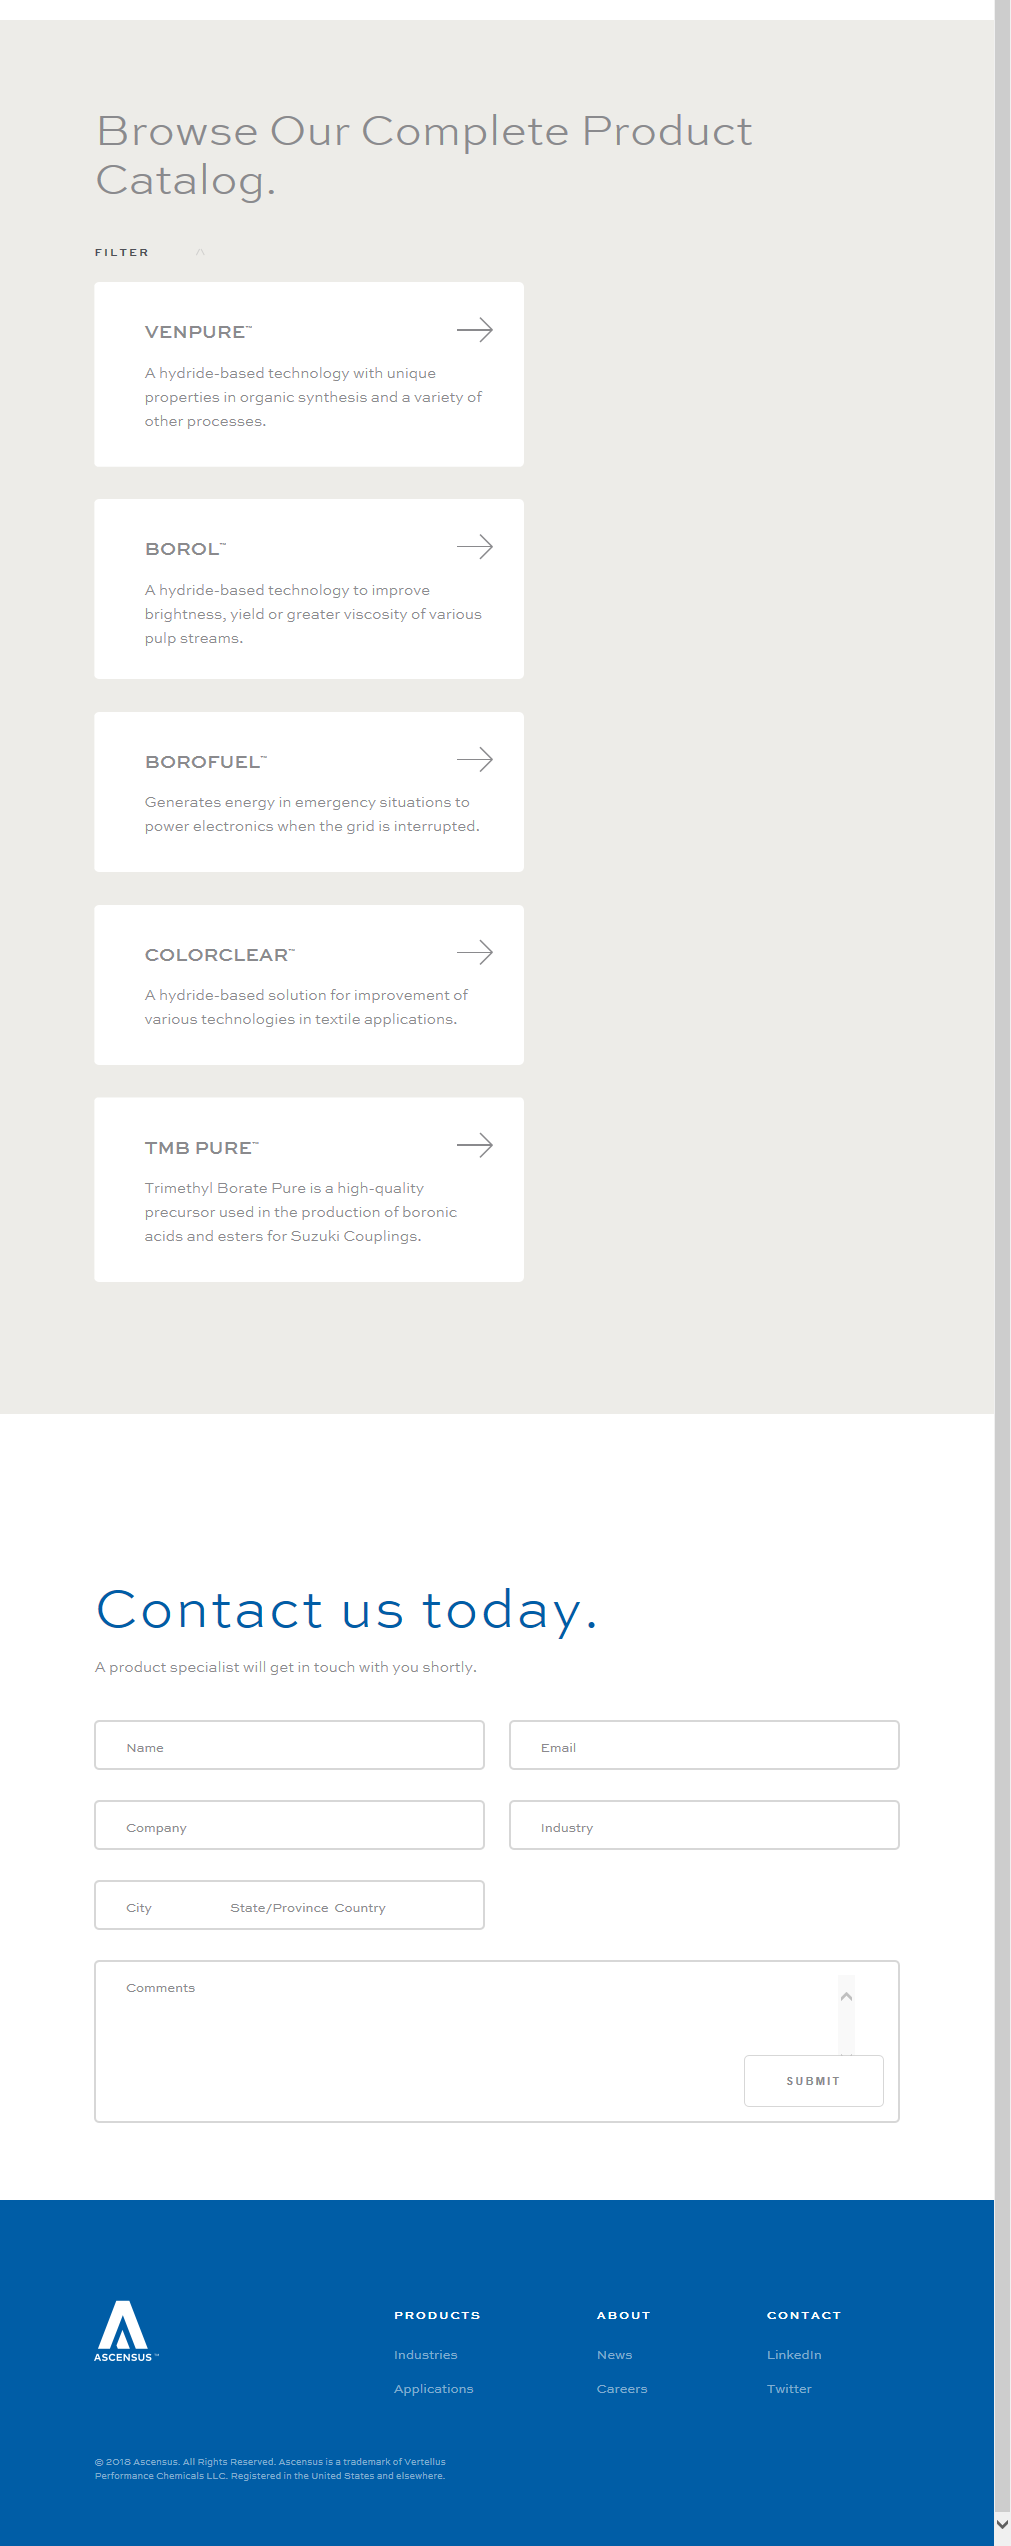 Browse Our Complete Product
Catalog.
FILTER
VENPURE™
A hydride-based technology with unique
properties in organic synthesis and a variety of
other processes.
BOROL™
A hydride-based technology to improve
brightness, yield or greater viscosity of various
pulp streams.
BOROFUEL™
Generates energy in emergency situations to
power electronics when the grid is interrupted.
COLORCLEAR™
A hydride-based solution for improvement of
various technologies in textile applications.
TMB PURE™
Trimethyl Borate Pure is a high-quality
precursor used in the production of boronic
acids and esters for Suzuki Couplings.
Contact us today.
A product specialist will get in touch with you shortly.
Name
Email
Company
Industry
City State/Province Country
Comments
SUBMIT
ASCENSUS™
PRODUCTS
Industries
Applications
ABOUT
News
Careers
CONTACT
LinkedIn
Twitter
© 2018 Ascensus. All Rights Reserved. Ascensus is a trademark of Vertellus
Performance Chemicals LLC. Registered in the United States and elsewhere.